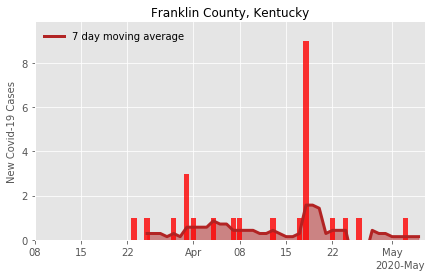 Franklin County, Kentucky
7 day moving average
New Covid-19 Cases
8
6
4
2
0
08
15
22
Apr
08
15
22
May
2020-May